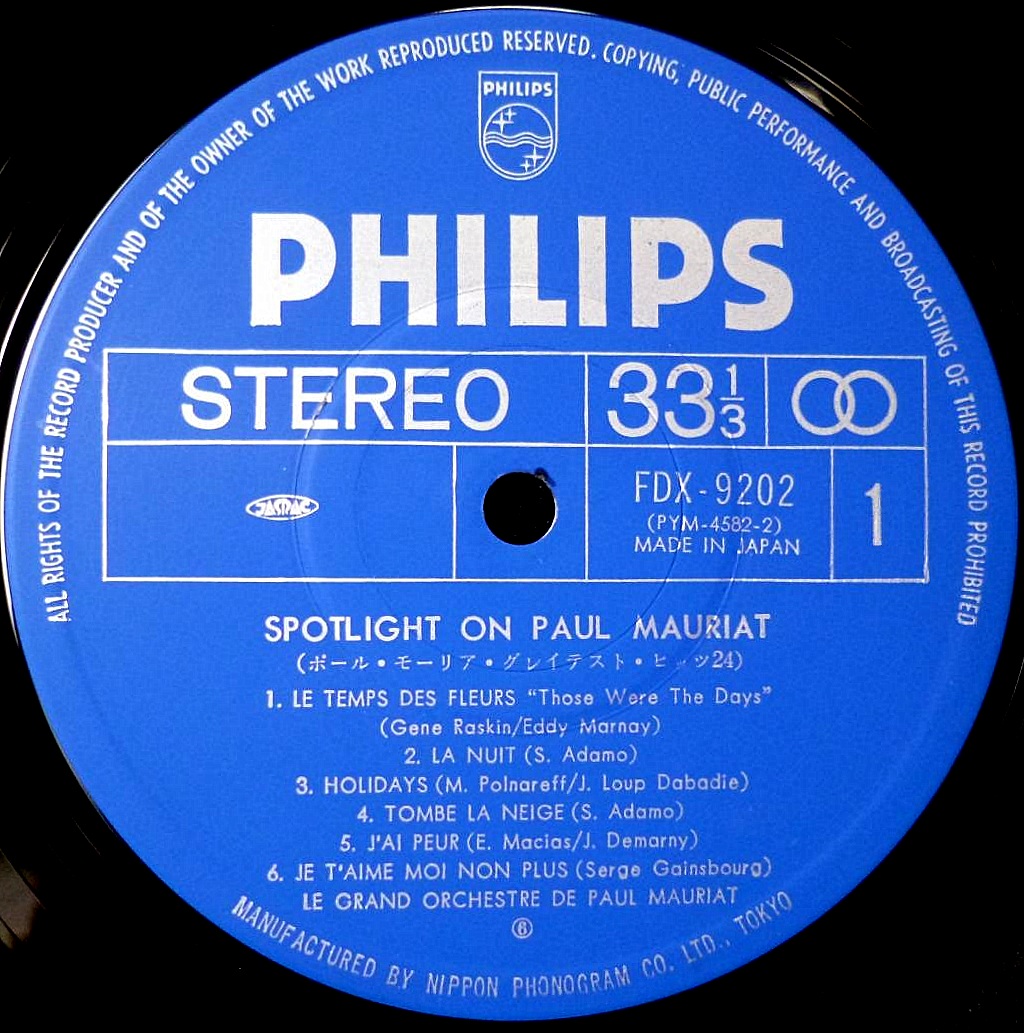 ALL RIGHTS OF THE RECORD PRODUCER AND OF THE OWNER OF THE WORK REPRODUCED RESERVED. COPYING, PUBLIC PERFORMANCE AND BROADCASTING OF THIS RECORD PROHIBITED
PHILIPS
PHILIPS
STEREO 33 1/3
JASRAC
FDX-9202
(PYM-4582-2)
MADE IN JAPAN
1
SPOTLIGHT ON PAUL MAURIAT
(ポール・モーリア・グレイテスト・ヒッツ24)
1. LE TEMPS DES FLEURS “Those Were The Days”
(Gene Raskin/Eddy Marnay)
2. LA NUIT (S. Adamo)
3. HOLIDAYS (M. Polnareff/J. Loup Dabadie)
4. TOMBE LA NEIGE (S. Adamo)
5. J'AI PEUR (E. Macias/J. Demarny)
6. JE T'AIME MOI NON PLUS (Serge Gainsbourg)
LE GRAND ORCHESTRE DE PAUL MAURIAT
⑥
MANUFACTURED BY NIPPON PHONOGRAM CO. LTD., TOKYO